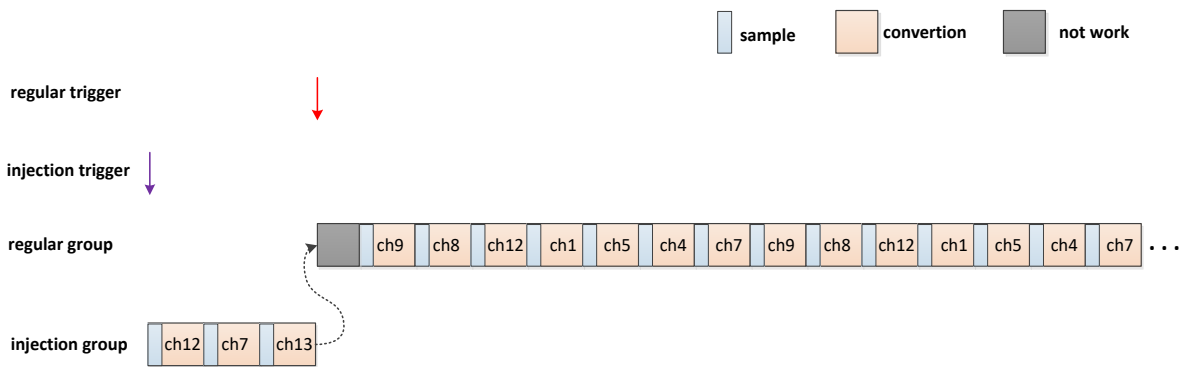 sample convertion not work
regular trigger
injection trigger
regular group ch9 ch8 ch12 ch1 ch5 ch4 ch7 ch9 ch8 ch12 ch1 ch5 ch4 ch7 ...
injection group ch12 ch7 ch13